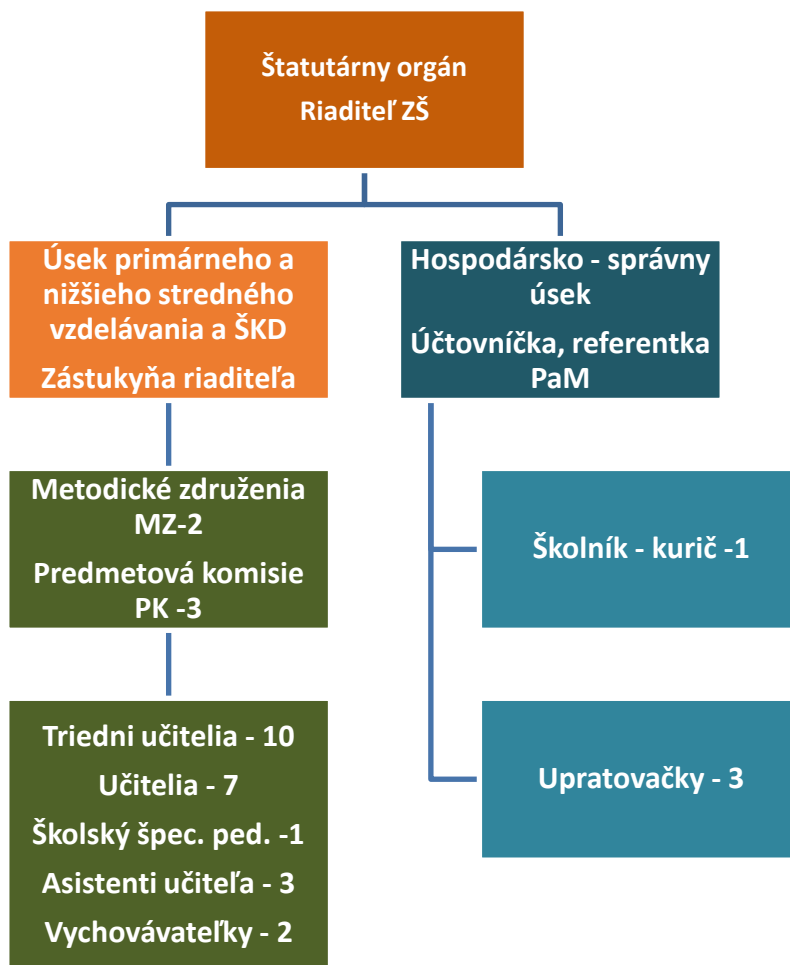 Štatutárny orgán
Riaditeľ ZŠ
Úsek primárneho a
nižšieho stredného
vzdelávania a ŠKD
Zástukyňa riaditeľa
Hospodársko - správny
úsek
Účtovníčka, referentka
PaM
Metodické združenia
MZ-2
Predmetová komisie
PK -3
Školník - kurič -1
Triedni učitelia - 10
Učitelia - 7
Školský špec. ped. -1
Asistenti učiteľa - 3
Vychovávateľky - 2
Upratovačky - 3